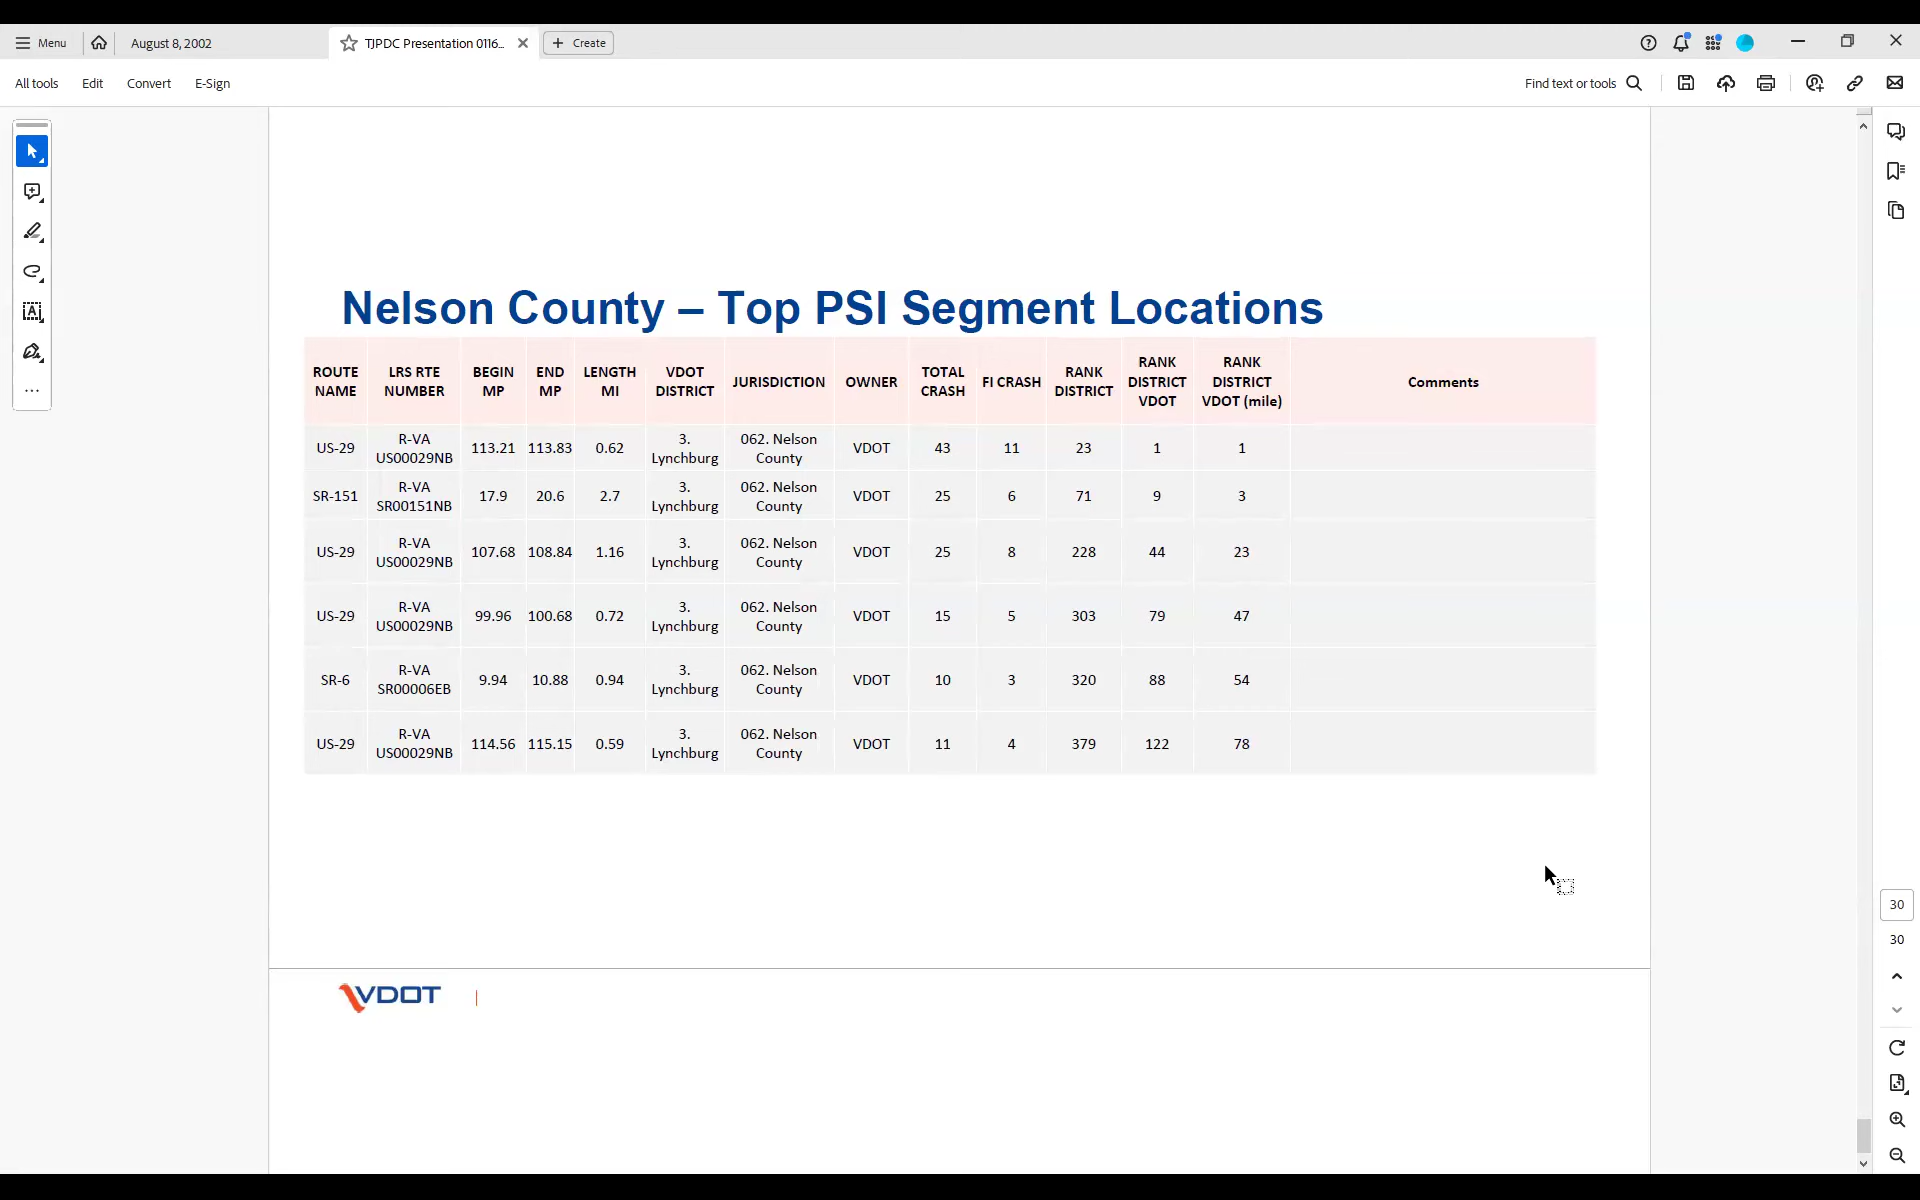 Menu
August 8, 2002
TJPDC Presentation 0116...
Create
All tools
Edit
Convert
E-Sign
Find text or tools
Nelson County – Top PSI Segment Locations
ROUTE NAME LRS RTE NUMBER BEGIN MP END MP LENGTH MI VDOT DISTRICT JURISDICTION OWNER TOTAL CRASH FI CRASH RANK DISTRICT RANK DISTRICT VDOT RANK DISTRICT VDOT (mile) Comments
US-29 R-VA US00029NB 113.21 113.83 0.62 3. Lynchburg 062. Nelson County VDOT 43 11 23 1 1
SR-151 R-VA SR00151NB 17.9 20.6 2.7 3. Lynchburg 062. Nelson County VDOT 25 6 71 9 3
US-29 R-VA US00029NB 107.68 108.84 1.16 3. Lynchburg 062. Nelson County VDOT 25 8 228 44 23
US-29 R-VA US00029NB 99.96 100.68 0.72 3. Lynchburg 062. Nelson County VDOT 15 5 303 79 47
SR-6 R-VA SR00006EB 9.94 10.88 0.94 3. Lynchburg 062. Nelson County VDOT 10 3 320 88 54
US-29 R-VA US00029NB 114.56 115.15 0.59 3. Lynchburg 062. Nelson County VDOT 11 4 379 122 78
30
30
VDOT